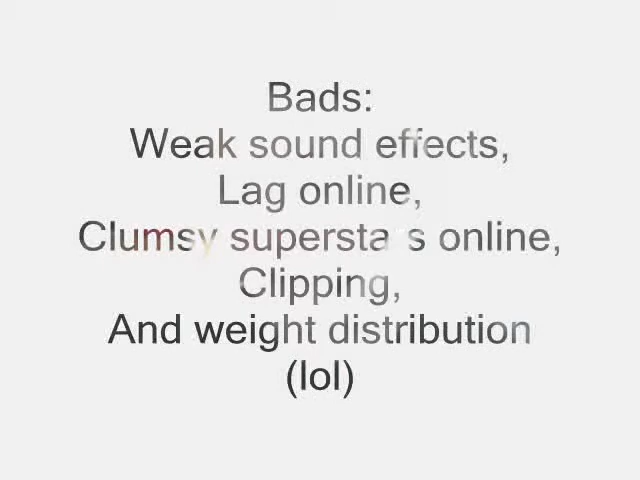 Bads:
Weak sound effects,
Lag online,
Clumsy superstars online,
Clipping,
And weight distribution
(lol)